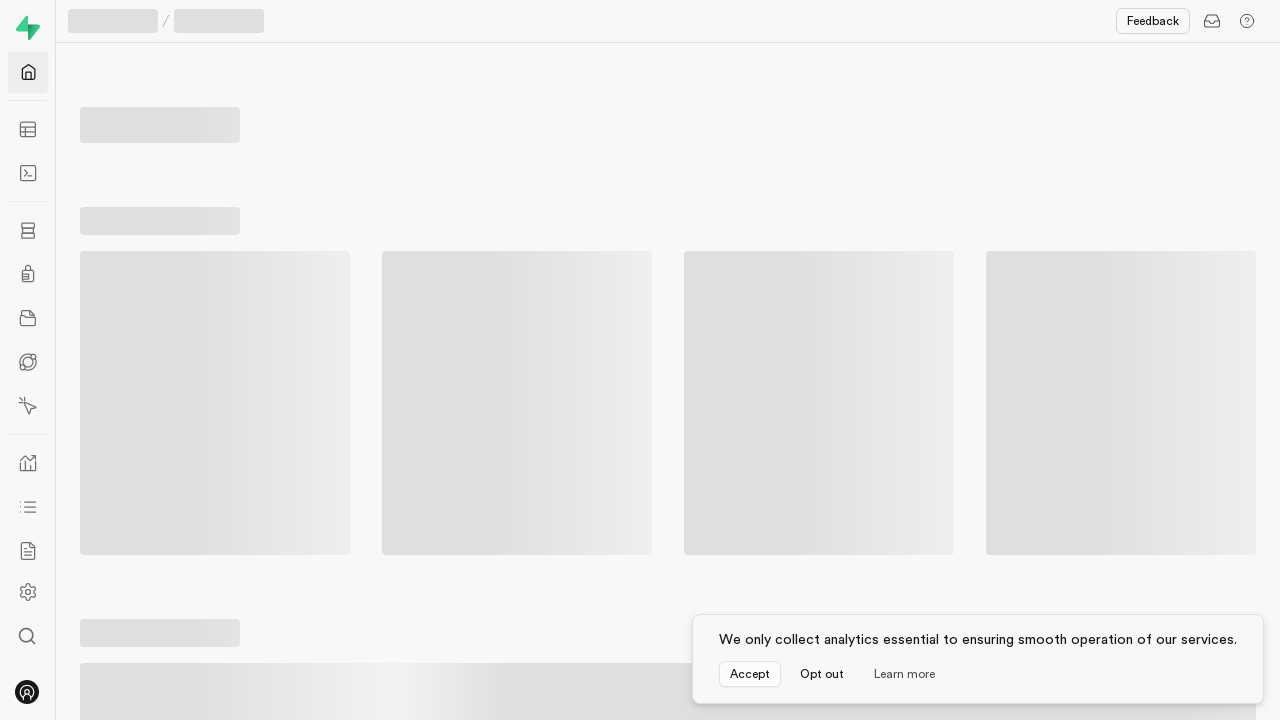 /
Feedback
We only collect analytics essential to ensuring smooth operation of our services.
Accept Opt out Learn more